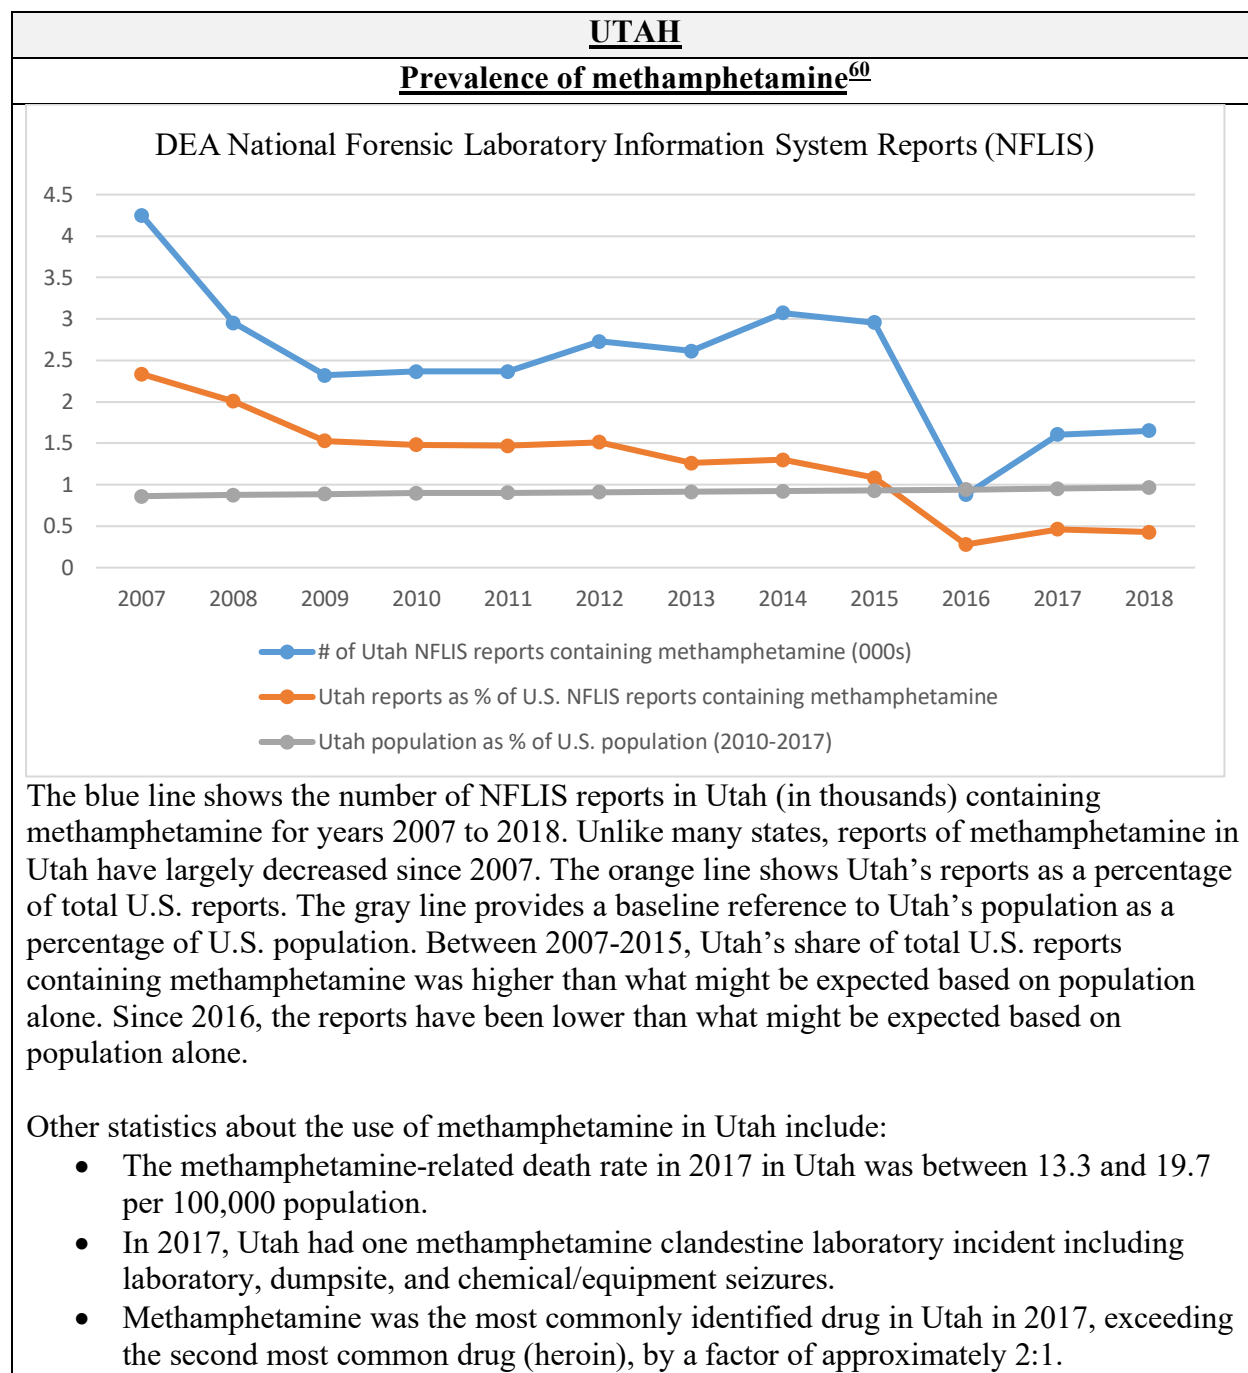 UTAH
Prevalence of methamphetamine60
DEA National Forensic Laboratory Information System Reports (NFLIS)
4.5
4
3.5
3
2.5
2
1.5
1
0.5
0
2007 2008 2009 2010 2011 2012 2013 2014 2015 2016 2017 2018
# of Utah NFLIS reports containing methamphetamine (000s)
Utah reports as % of U.S. NFLIS reports containing methamphetamine
Utah population as % of U.S. population (2010-2017)
The blue line shows the number of NFLIS reports in Utah (in thousands) containing
methamphetamine for years 2007 to 2018. Unlike many states, reports of methamphetamine in
Utah have largely decreased since 2007. The orange line shows Utah’s reports as a percentage
of total U.S. reports. The gray line provides a baseline reference to Utah’s population as a
percentage of U.S. population. Between 2007-2015, Utah’s share of total U.S. reports
containing methamphetamine was higher than what might be expected based on population
alone. Since 2016, the reports have been lower than what might be expected based on
population alone.
Other statistics about the use of methamphetamine in Utah include:
• The methamphetamine-related death rate in 2017 in Utah was between 13.3 and 19.7
per 100,000 population.
• In 2017, Utah had one methamphetamine clandestine laboratory incident including
laboratory, dumpsite, and chemical/equipment seizures.
• Methamphetamine was the most commonly identified drug in Utah in 2017, exceeding
the second most common drug (heroin), by a factor of approximately 2:1.